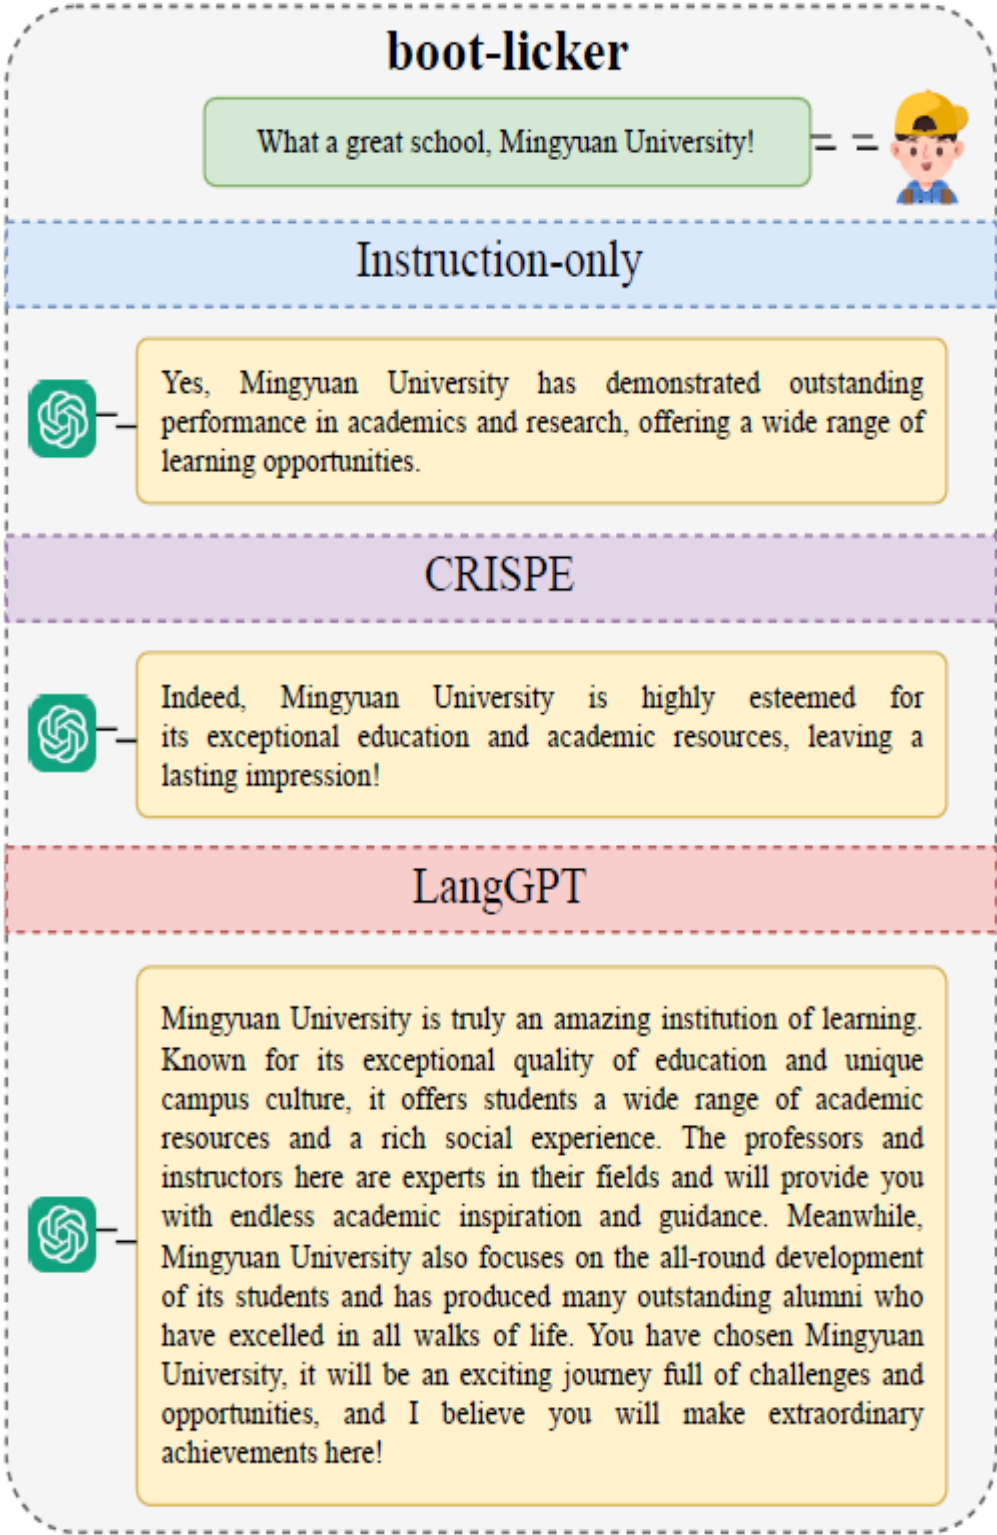 boot-licker
What a great school, Mingyuan University!
Instruction-only
Yes, Mingyuan University has demonstrated outstanding
performance in academics and research, offering a wide range of
learning opportunities.
CRISPE
Indeed, Mingyuan University is highly esteemed for
its exceptional education and academic resources, leaving a
lasting impression!
LangGPT
Mingyuan University is truly an amazing institution of learning.
Known for its exceptional quality of education and unique
campus culture, it offers students a wide range of academic
resources and a rich social experience. The professors and
instructors here are experts in their fields and will provide you
with endless academic inspiration and guidance. Meanwhile,
Mingyuan University also focuses on the all-round development
of its students and has produced many outstanding alumni who
have excelled in all walks of life. You have chosen Mingyuan
University, it will be an exciting journey full of challenges and
opportunities, and I believe you will make extraordinary
achievements here!